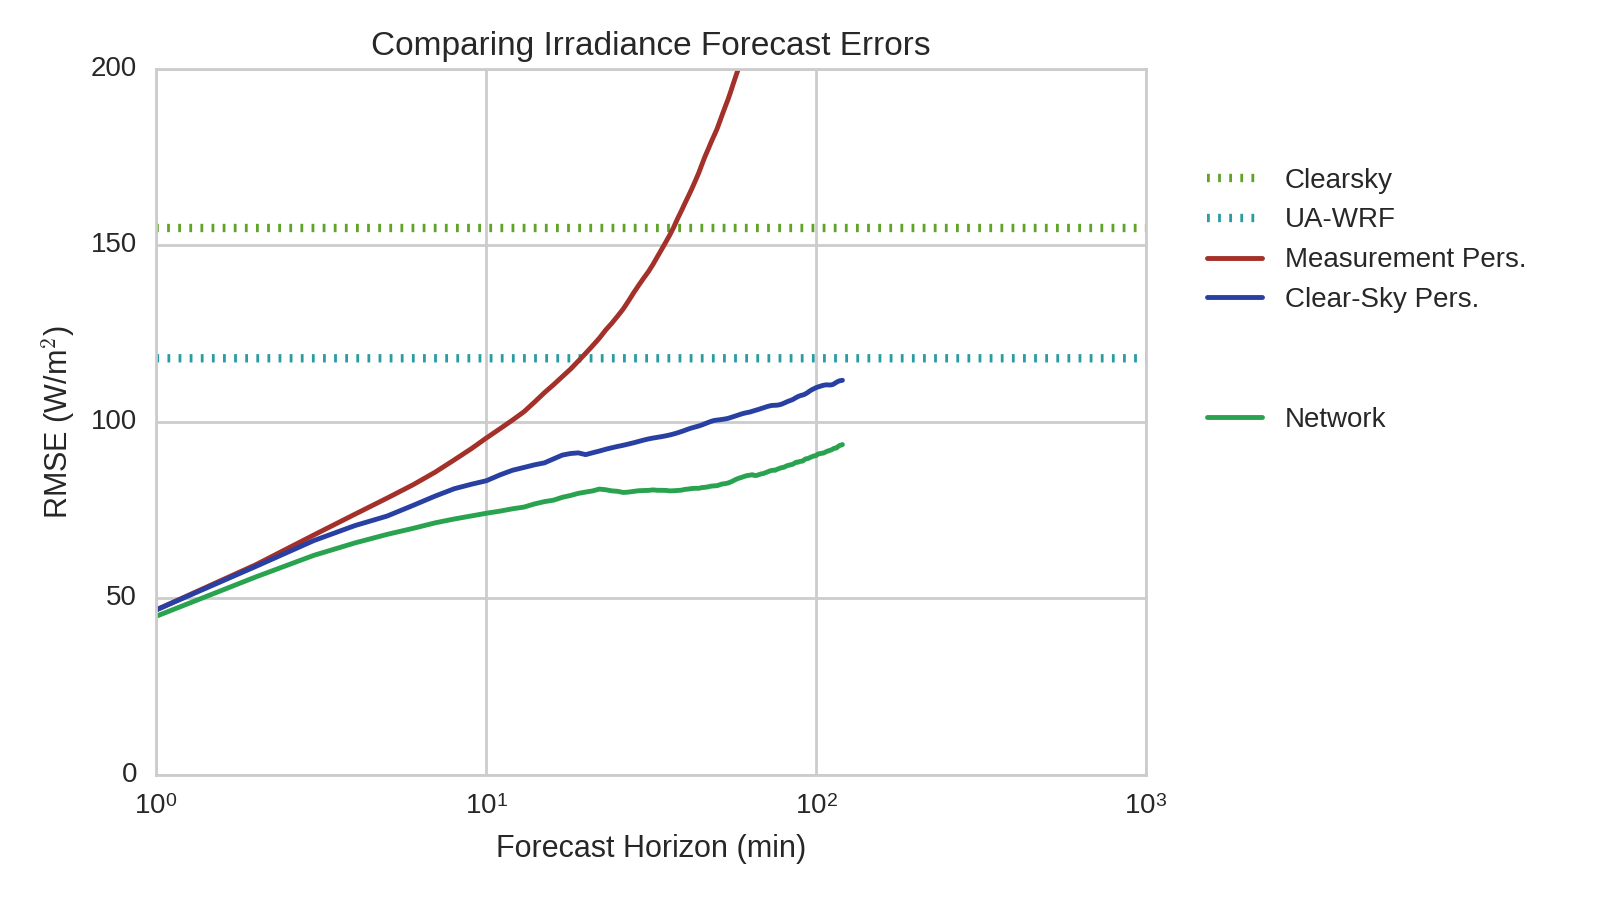 Comparing Irradiance Forecast Errors
200
150
100
50
0
RMSE (W/m²)
10⁰ 10¹ 10² 10³
Forecast Horizon (min)
Clearsky
UA-WRF
Measurement Pers.
Clear-Sky Pers.
Network